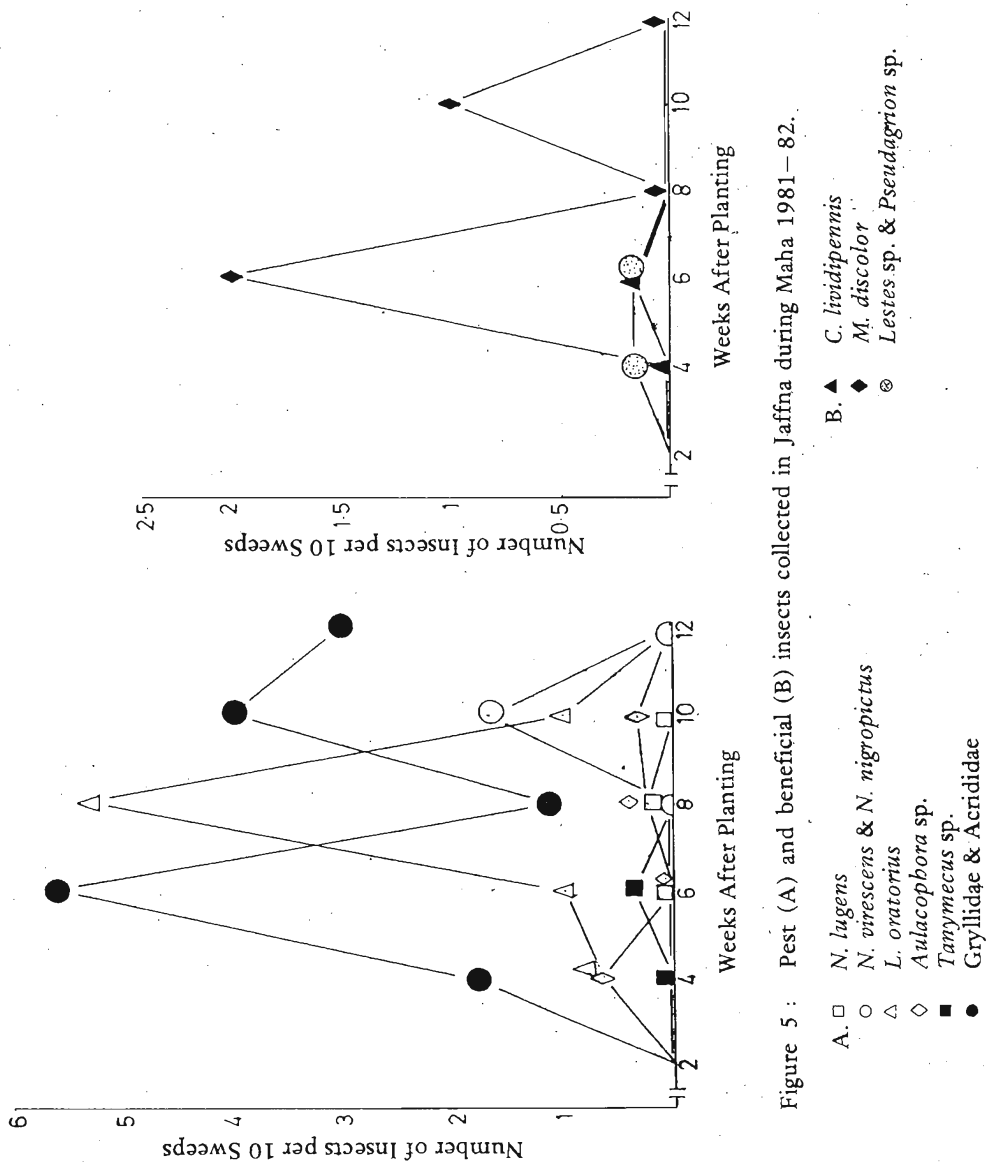 Number of Insects per 10 Sweeps
6
4
3
2
1
2 4 6 8 10 12
Weeks After Planting
Number of Insects per 10 Sweeps
2·5
2
1·5
1
0·5
2 4 6 8 10 12
Weeks After Planting
Figure 5 : Pest (A) and beneficial (B) insects collected in Jaffna during Maha 1981–82.
A. □ N. lugens
○ N. virescens & N. nigropictus
△ L. oratorius
◇ Aulacophora sp.
■ Tanymecus sp.
● Gryllidae & Acrididae
B. ▲ C. lividipennis
◆ M. discolor
⊗ Lestes sp. & Pseudagrion sp.